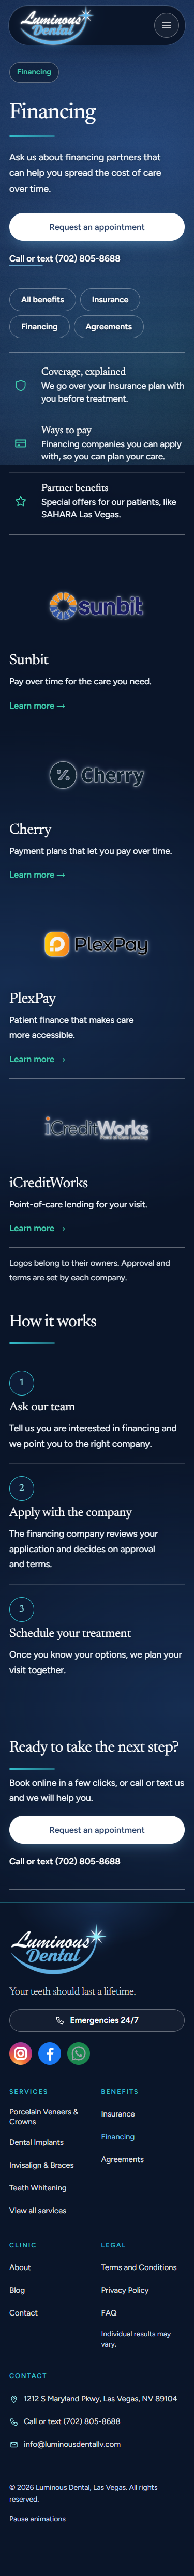 Luminous
Dental
Financing
Financing
Ask us about financing partners that
can help you spread the cost of care
over time.
Request an appointment
Call or text (702) 805-8688
All benefits
Insurance
Financing
Agreements
Coverage, explained
We go over your insurance plan with
you before treatment.
Ways to pay
Financing companies you can apply
with, so you can plan your care.
Partner benefits
Special offers for our patients, like
SAHARA Las Vegas.
sunbit
Sunbit
Pay over time for the care you need.
Learn more →
Cherry
Cherry
Payment plans that let you pay over time.
Learn more →
PlexPay
PlexPay
Patient finance that makes care
more accessible.
Learn more →
iCreditWorks
Point of Care Lending
iCreditWorks
Point-of-care lending for your visit.
Learn more →
Logos belong to their owners. Approval and
terms are set by each company.
How it works
1
Ask our team
Tell us you are interested in financing and
we point you to the right company.
2
Apply with the company
The financing company reviews your
application and decides on approval
and terms.
3
Schedule your treatment
Once you know your options, we plan your
visit together.
Ready to take the next step?
Book online in a few clicks, or call or text us
and we will help you.
Request an appointment
Call or text (702) 805-8688
Luminous
Dental
Your teeth should last a lifetime.
Emergencies 24/7
SERVICES
Porcelain Veneers &
Crowns
Dental Implants
Invisalign & Braces
Teeth Whitening
View all services
BENEFITS
Insurance
Financing
Agreements
CLINIC
About
Blog
Contact
LEGAL
Terms and Conditions
Privacy Policy
FAQ
Individual results may
vary.
CONTACT
1212 S Maryland Pkwy, Las Vegas, NV 89104
Call or text (702) 805-8688
info@luminousdentallv.com
© 2026 Luminous Dental, Las Vegas. All rights
reserved.
Pause animations